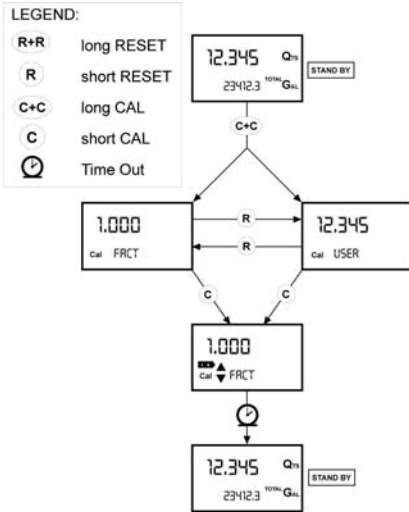 LEGEND:
R+R long RESET
R short RESET
C+C long CAL
C short CAL
Time Out
12.345 QTS
23412.3 TOTAL GAL
STAND BY
C+C
1.000
Cal FACT
R
R
12.345
Cal USER
C
C
1.000
Cal FACT
12.345 QTS
23412.3 TOTAL GAL
STAND BY